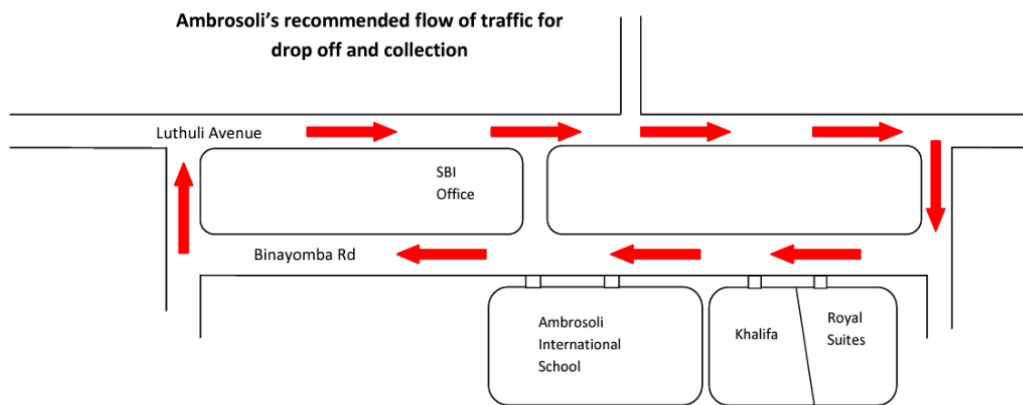 Ambrosoli’s recommended flow of traffic for
drop off and collection
Luthuli Avenue
SBI
Office
Binayomba Rd
Ambrosoli
International
School
Khalifa
Royal
Suites